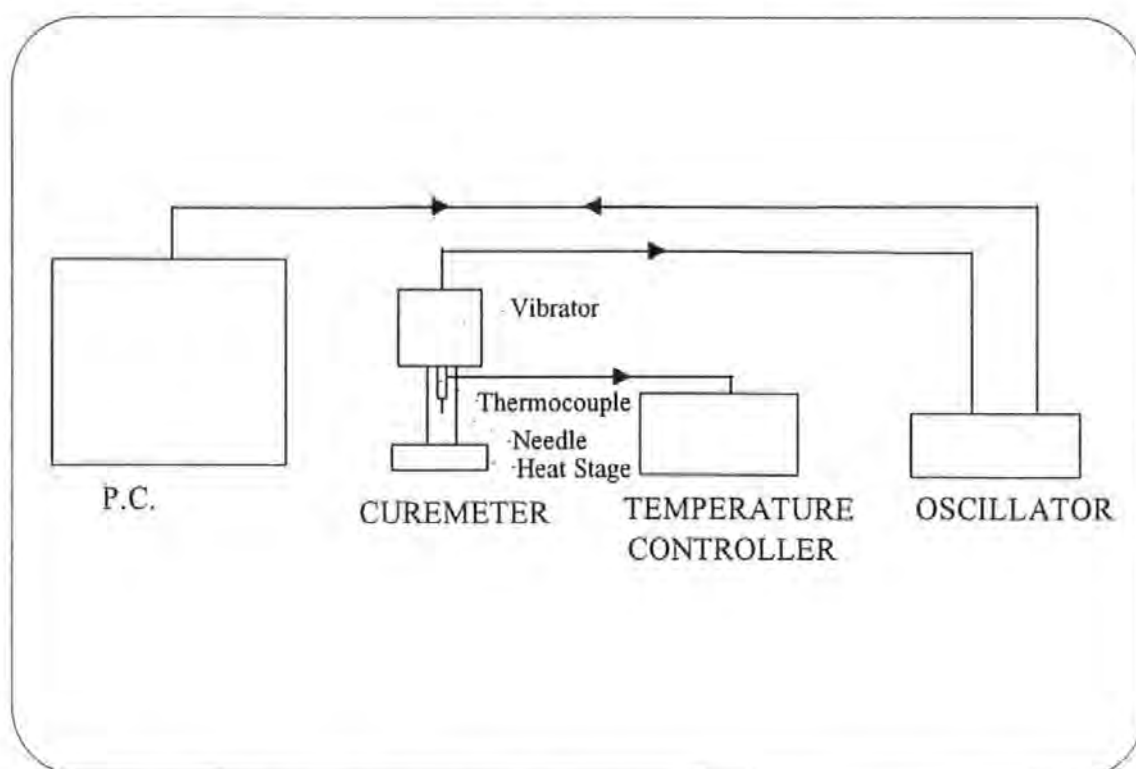 Vibrator
Thermocouple
Needle
Heat Stage
P.C.
CUREMETER
TEMPERATURE
CONTROLLER
OSCILLATOR